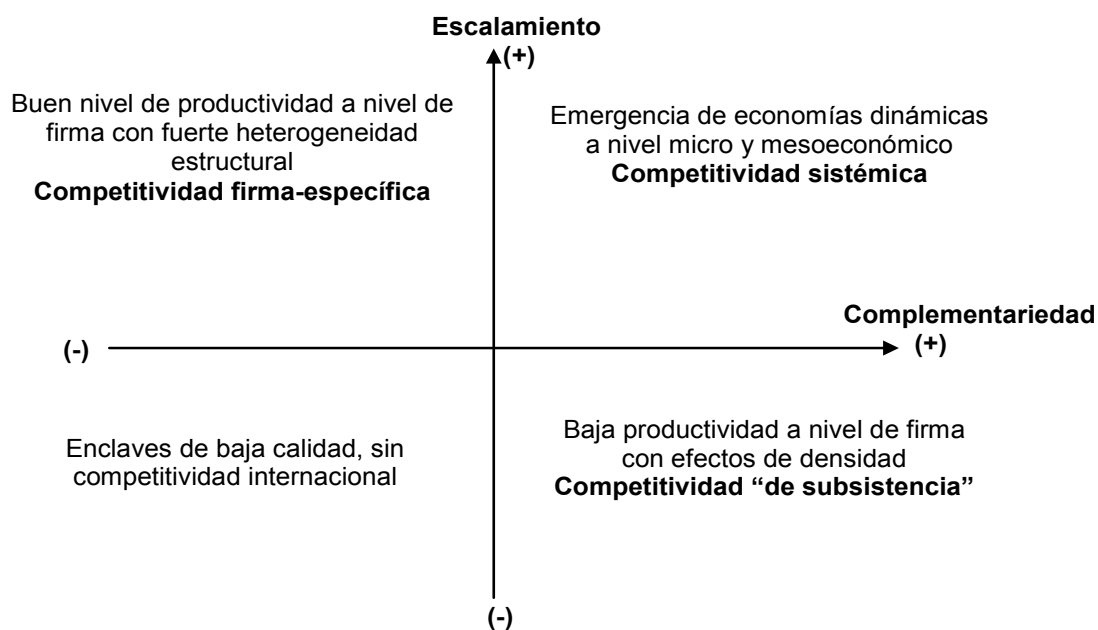 Escalamiento
(+)
Buen nivel de productividad a nivel de
firma con fuerte heterogeneidad
estructural
Competitividad firma-específica
Emergencia de economías dinámicas
a nivel micro y mesoeconómico
Competitividad sistémica
Complementariedad
(-)
(+)
Enclaves de baja calidad, sin
competitividad internacional
Baja productividad a nivel de firma
con efectos de densidad
Competitividad “de subsistencia”
(-)